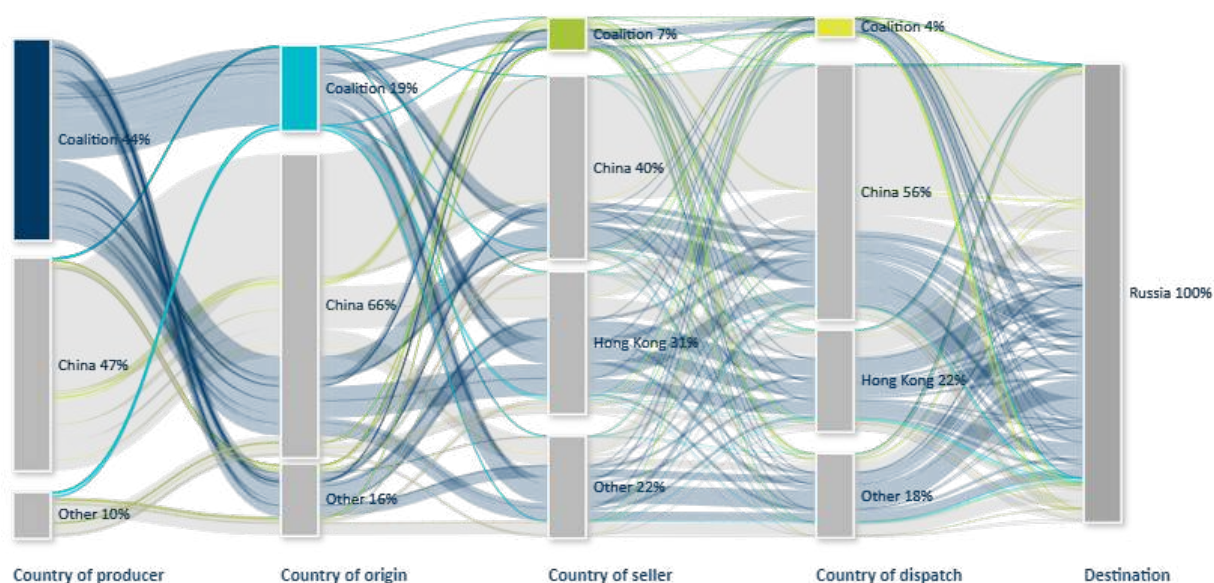 Coalition 44%
China 47%
Other 10%
Country of producer
Coalition 19%
China 66%
Other 16%
Country of origin
Coalition 7%
China 40%
Hong Kong 31%
Other 22%
Country of seller
Coalition 4%
China 56%
Hong Kong 22%
Other 18%
Country of dispatch
Russia 100%
Destination